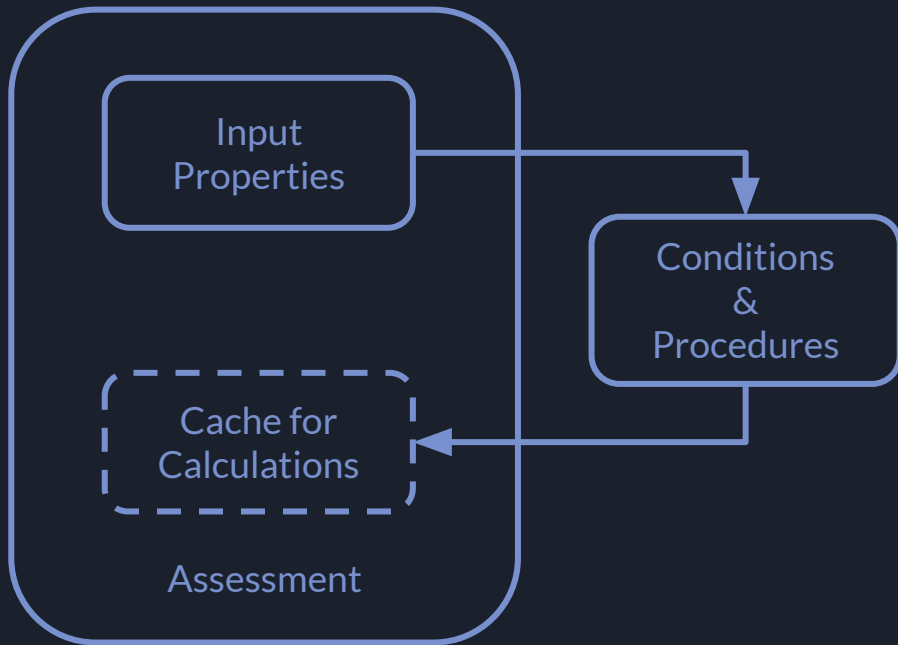 Input
Properties
Conditions
&
Procedures
Cache for
Calculations
Assessment